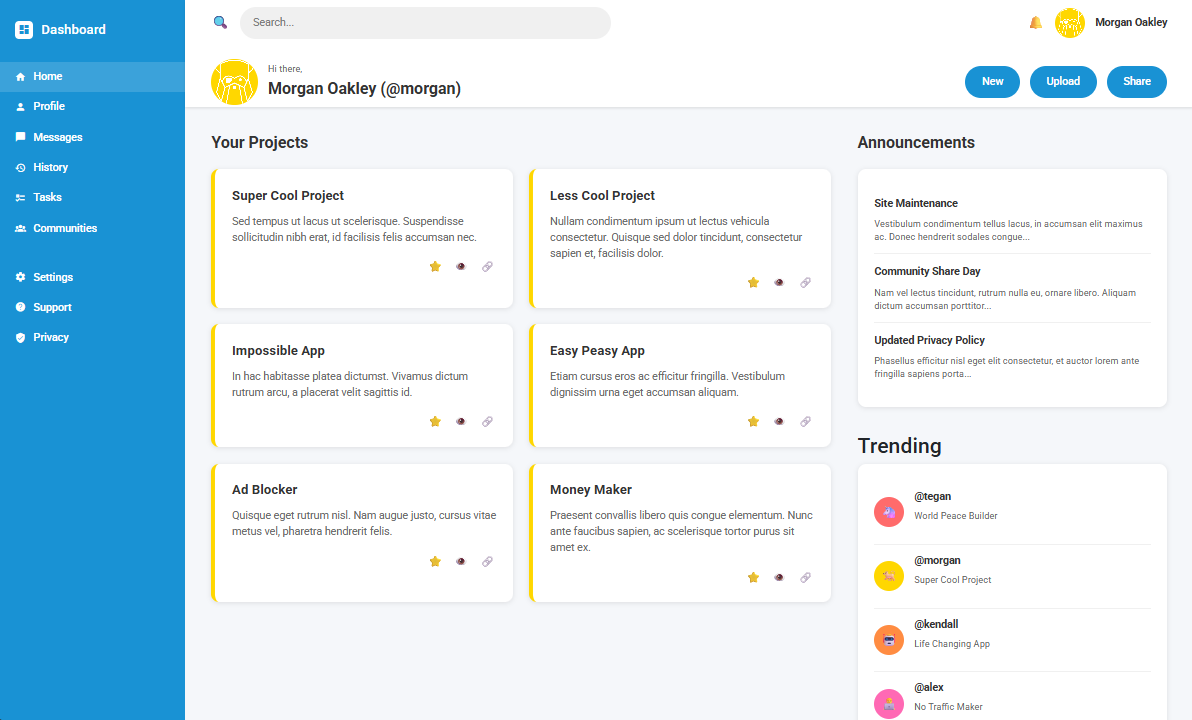 Dashboard
Home
Profile
Messages
History
Tasks
Communities
Settings
Support
Privacy
Search...
Morgan Oakley
Hi there,
Morgan Oakley (@morgan)
New
Upload
Share
Your Projects
Super Cool Project
Sed tempus ut lacus ut scelerisque. Suspendisse
sollicitudin nibh erat, id facilisis felis accumsan nec.
Less Cool Project
Nullam condimentum ipsum ut lectus vehicula
consectetur. Quisque sed dolor tincidunt, consectetur
sapien et, facilisis dolor.
Impossible App
In hac habitasse platea dictumst. Vivamus dictum
rutrum arcu, a placerat velit sagittis id.
Easy Peasy App
Etiam cursus eros ac efficitur fringilla. Vestibulum
dignissim urna eget accumsan aliquam.
Ad Blocker
Quisque eget rutrum nisl. Nam augue justo, cursus vitae
metus vel, pharetra hendrerit felis.
Money Maker
Praesent convallis libero quis congue elementum. Nunc
ante faucibus sapien, ac scelerisque tortor purus sit
amet ex.
Announcements
Site Maintenance
Vestibulum condimentum tellus lacus, in accumsan elit maximus
ac. Donec hendrerit sodales congue...
Community Share Day
Nam vel lectus tincidunt, rutrum nulla eu, ornare libero. Aliquam
dictum accumsan porttitor...
Updated Privacy Policy
Phasellus efficitur nisl eget elit consectetur, et auctor lorem ante
fringilla sapiens porta...
Trending
@tegan
World Peace Builder
@morgan
Super Cool Project
@kendall
Life Changing App
@alex
No Traffic Maker